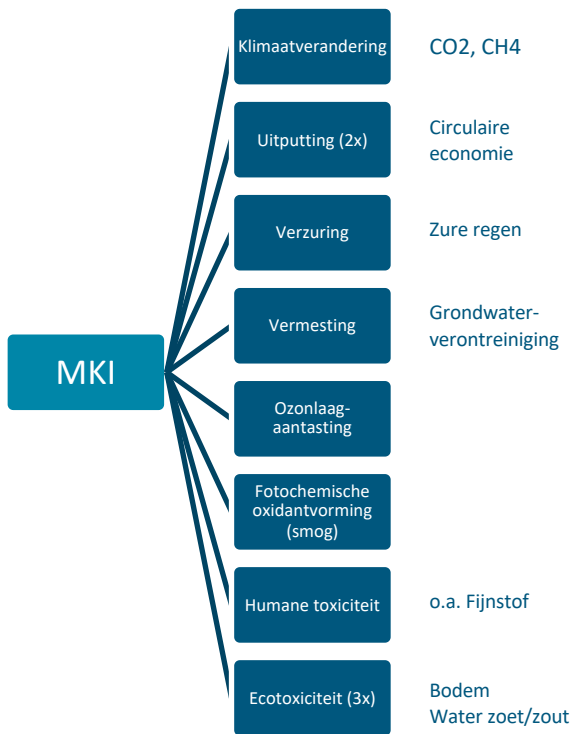 Klimaatverandering
CO2, CH4
Uitputting (2x)
Circulaire
economie
Verzuring
Zure regen
Vermesting
Grondwater-
verontreiniging
MKI
Ozonlaag-
aantasting
Fotochemische
oxidantvorming
(smog)
Humane toxiciteit
o.a. Fijnstof
Ecotoxiciteit (3x)
Bodem
Water zoet/zout